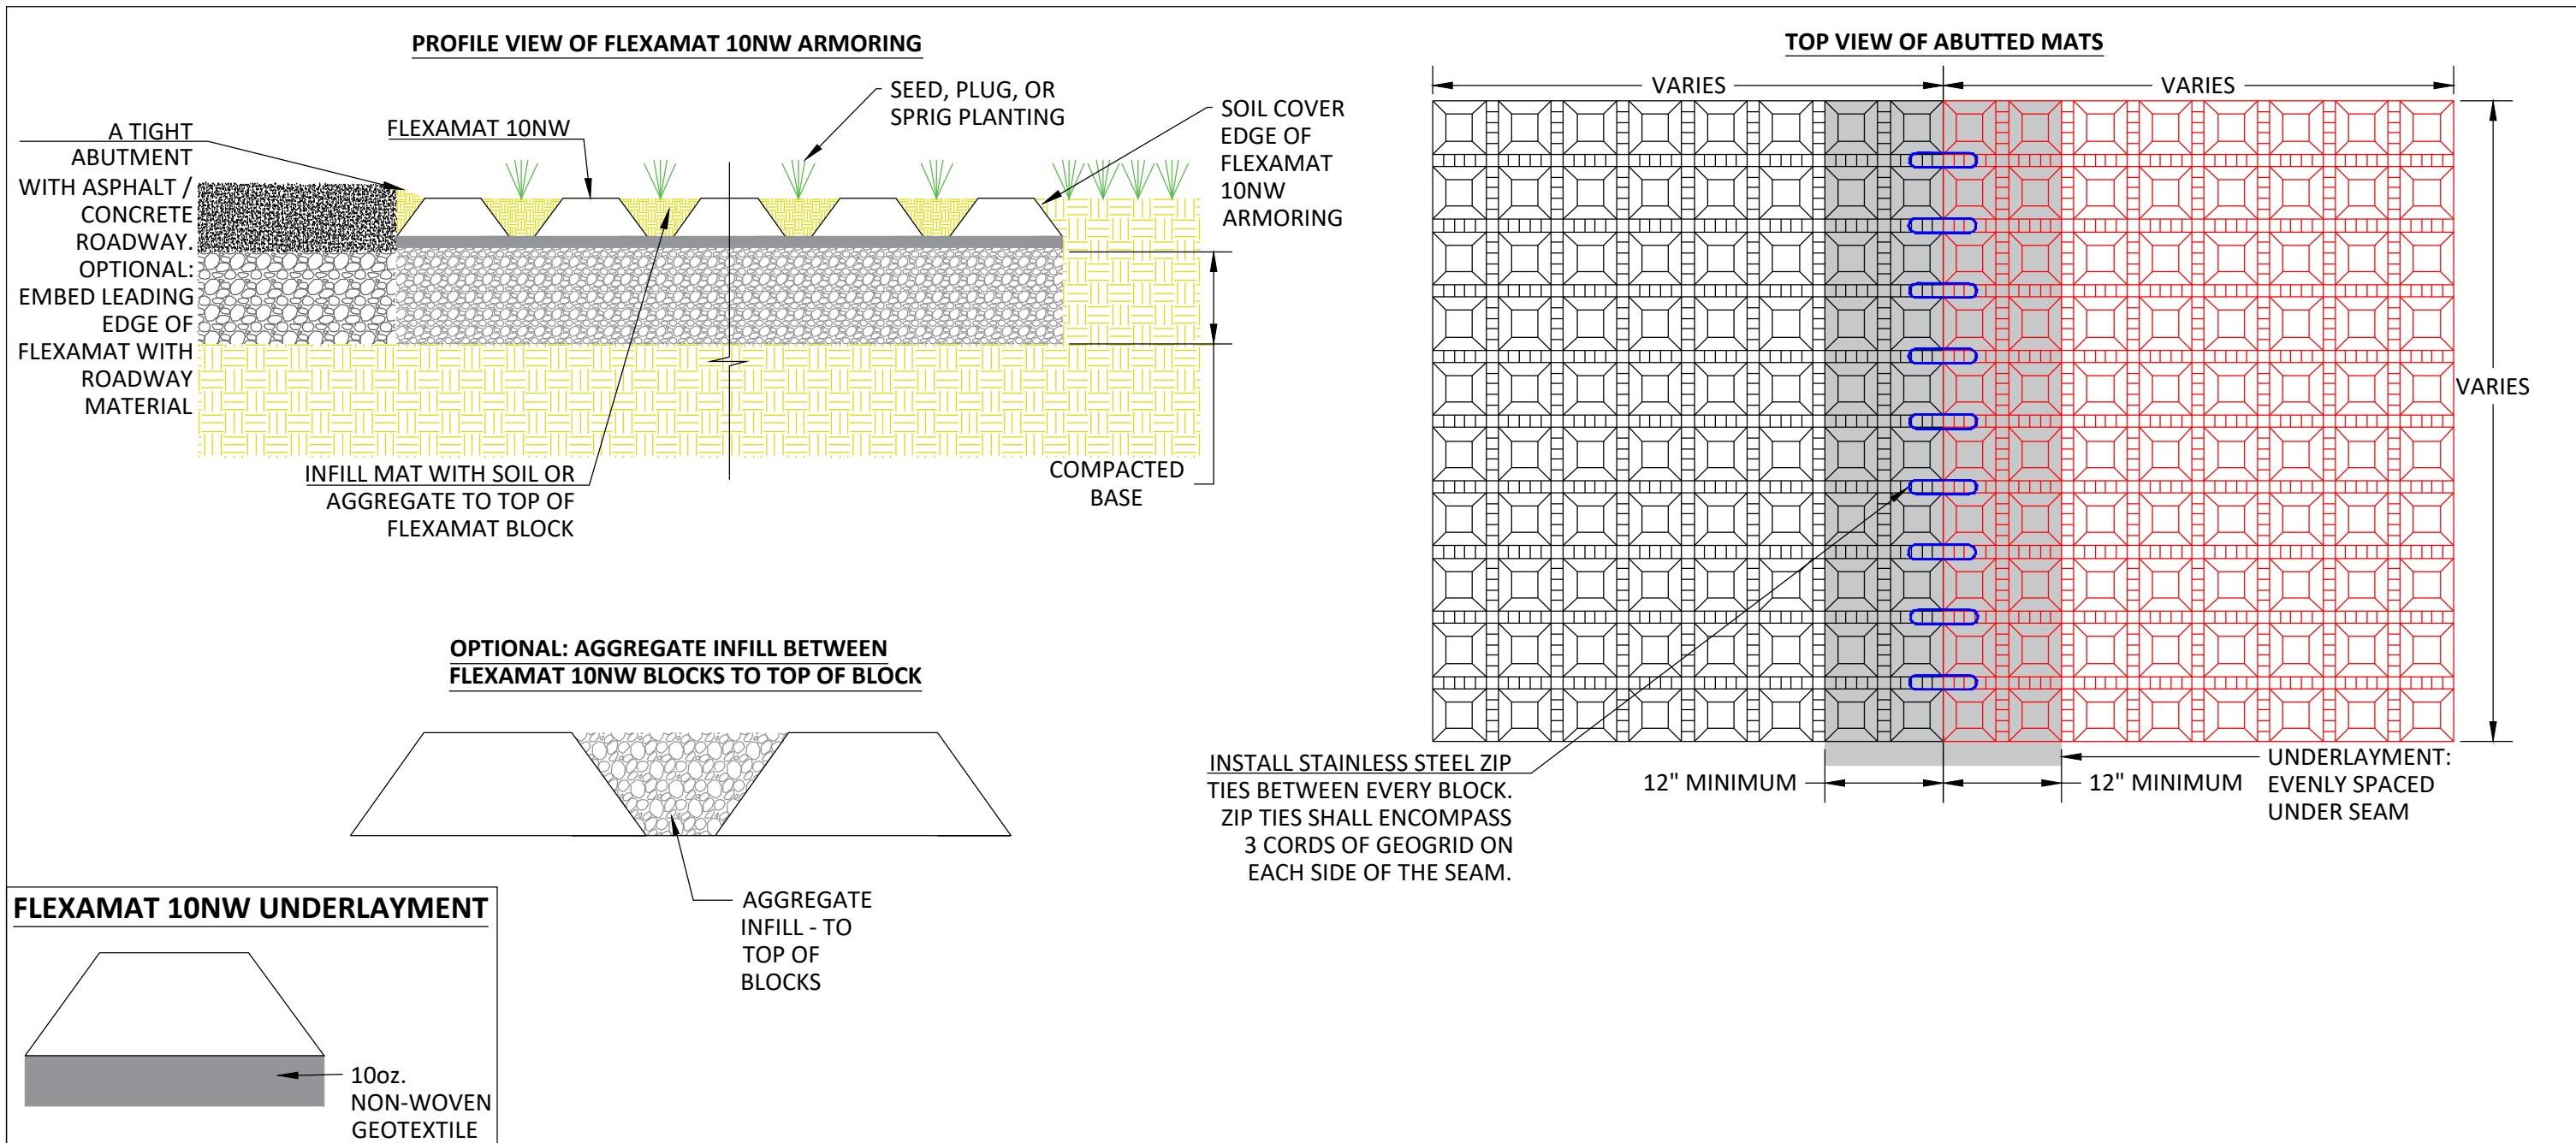 PROFILE VIEW OF FLEXAMAT 10NW ARMORING
A TIGHT
ABUTMENT
WITH ASPHALT /
CONCRETE
ROADWAY.
OPTIONAL:
EMBED LEADING
EDGE OF
FLEXAMAT WITH
ROADWAY
MATERIAL
FLEXAMAT 10NW
SEED, PLUG, OR
SPRIG PLANTING
SOIL COVER
EDGE OF
FLEXAMAT
10NW
ARMORING
INFILL MAT WITH SOIL OR
AGGREGATE TO TOP OF
FLEXAMAT BLOCK
COMPACTED
BASE
TOP VIEW OF ABUTTED MATS
VARIES
VARIES
VARIES
INSTALL STAINLESS STEEL ZIP
TIES BETWEEN EVERY BLOCK.
ZIP TIES SHALL ENCOMPASS
3 CORDS OF GEOGRID ON
EACH SIDE OF THE SEAM.
12" MINIMUM
12" MINIMUM
UNDERLAYMENT:
EVENLY SPACED
UNDER SEAM
OPTIONAL: AGGREGATE INFILL BETWEEN
FLEXAMAT 10NW BLOCKS TO TOP OF BLOCK
AGGREGATE
INFILL - TO
TOP OF
BLOCKS
FLEXAMAT 10NW UNDERLAYMENT
10oz.
NON-WOVEN
GEOTEXTILE